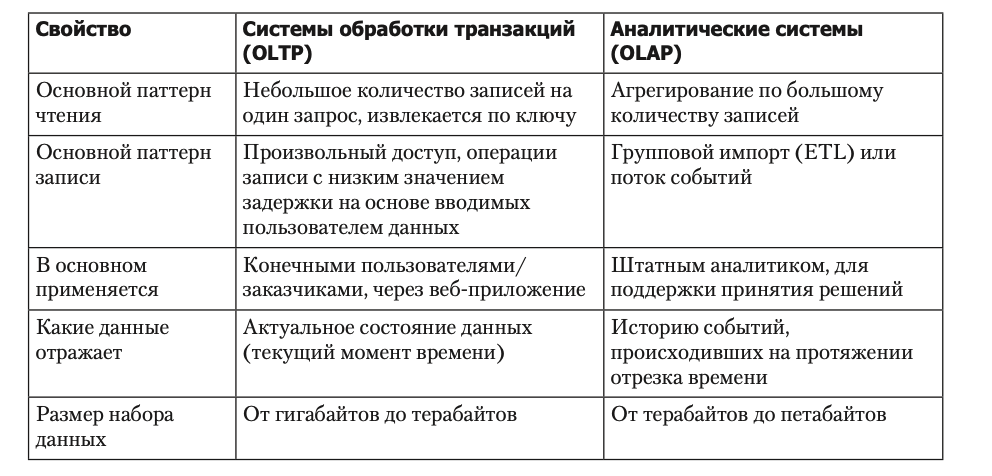 Свойство
Системы обработки транзакций
(OLTP)
Аналитические системы
(OLAP)
Основной паттерн
чтения
Небольшое количество записей на
один запрос, извлекается по ключу
Агрегирование по большому
количеству записей
Основной паттерн
записи
Произвольный доступ, операции
записи с низким значением
задержки на основе вводимых
пользователем данных
Групповой импорт (ETL) или
поток событий
В основном
применяется
Конечными пользователями/
заказчиками, через веб-приложение
Штатным аналитиком, для
поддержки принятия решений
Какие данные
отражает
Актуальное состояние данных
(текущий момент времени)
Историю событий,
происходивших на протяжении
отрезка времени
Размер набора
данных
От гигабайтов до терабайтов
От терабайтов до петабайтов